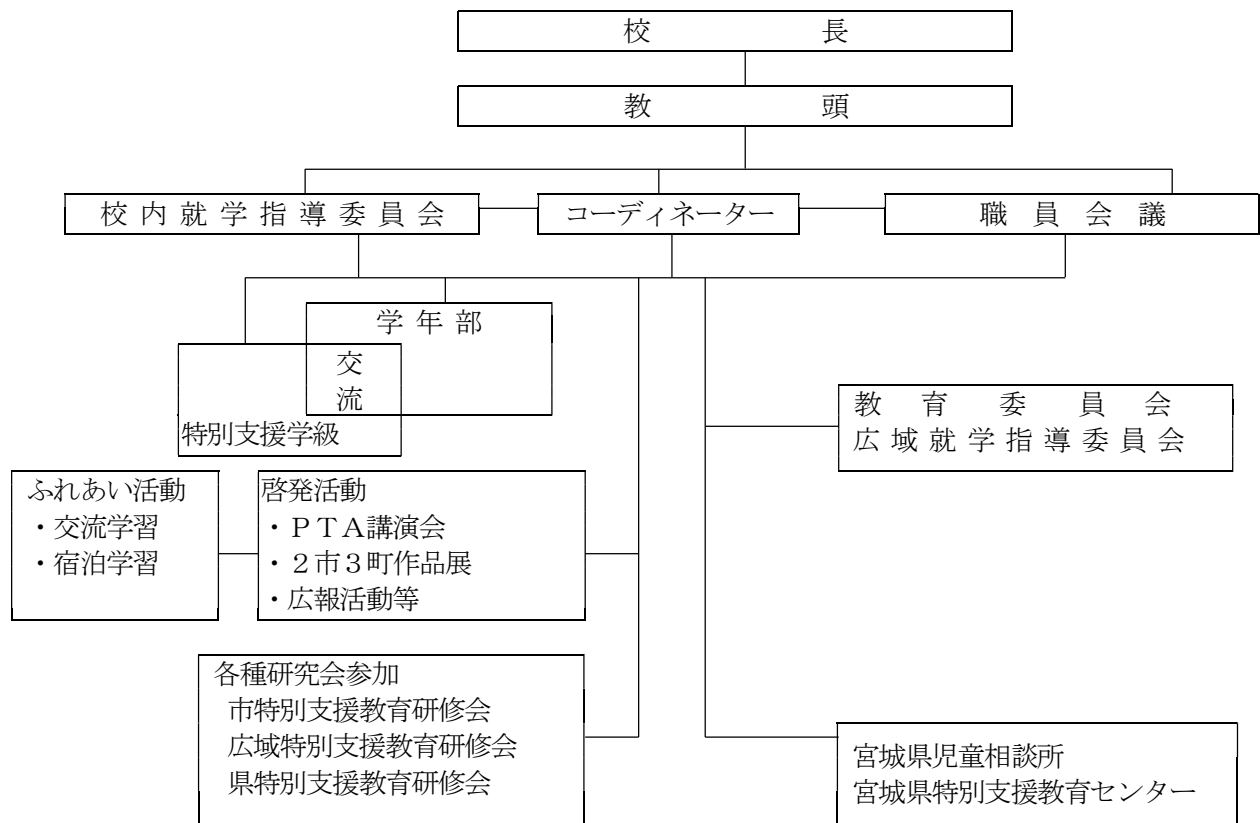 校長
教頭
校内就学指導委員会
コーディネーター
職員会議
学年部
交
流
特別支援学級
教育委員会
広域就学指導委員会
ふれあい活動
・交流学習
・宿泊学習
啓発活動
・ＰＴＡ講演会
・２市３町作品展
・広報活動等
各種研究会参加
市特別支援教育研修会
広域特別支援教育研修会
県特別支援教育研修会
宮城県児童相談所
宮城県特別支援教育センター